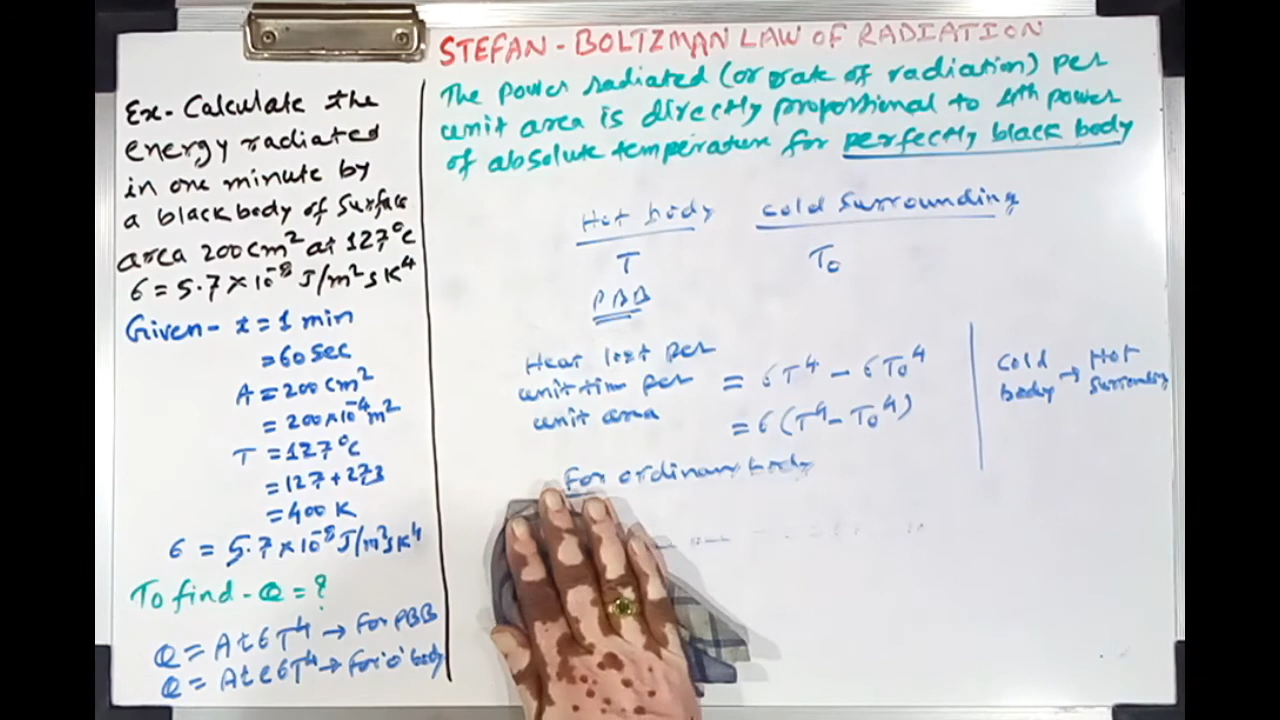 STEFAN - BOLTZMAN LAW OF RADIATION
The power radiated (or rate of radiation) per
unit area is directly proportional to 4th power
of absolute temperature for perfectly black body
Ex- Calculate the
energy radiated
in one minute by
a black body of surface
area 200 cm² at 127°C
σ = 5.7 × 10⁻⁸ J/m² s K⁴
Given - t = 1 min
= 60 sec
A = 200 cm²
= 200×10⁻⁴ m²
T = 127°C
= 127 + 273
= 400 K
σ = 5.7 × 10⁻⁸ J/m² s K⁴
To find - Q = ?
Q = A t σ T⁴ → For PBB
Q = A t e σ T⁴ → For 'o' body
Hot body cold surrounding
T T₀
PBB
Heat lost per
unit tim per = σT⁴ - σT₀⁴
unit area = σ(T⁴ - T₀⁴)
cold → Hot
body surrounding
For ordinary body